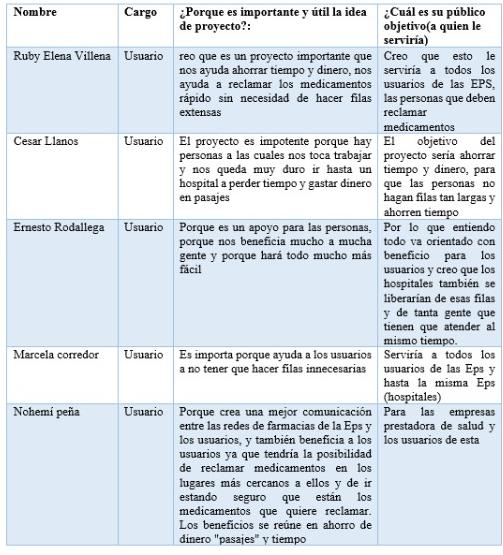 Nombre Cargo ¿Porque es importante y útil la idea ¿Cuál es su público
de proyecto?: objetivo(a quien le
serviría)
Ruby Elena Villena Usuario reo que es un proyecto importante que Creo que esto le
nos ayuda ahorrar tiempo y dinero, nos serviría a todos los
ayuda a reclamar los medicamentos usuarios de las EPS,
rápido sin necesidad de hacer filas las personas que deben
extensas reclamar
medicamentos
Cesar Llanos Usuario El proyecto es impotente porque hay El objetivo del
personas a las cuales nos toca trabajar proyecto sería ahorrar
y nos queda muy duro ir hasta un tiempo y dinero, para
hospital a perder tiempo y gastar dinero que las personas no
en pasajes hagan filas tan largas y
ahorren tiempo
Ernesto Rodallega Usuario Porque es un apoyo para las personas, Por lo que entiendo
porque nos beneficia mucho a mucha todo va orientado con
gente y porque hará todo mucho más beneficio para los
fácil usuarios y creo que los
hospitales también se
liberarían de esas filas
y de tanta gente que
tienen que atender al
mismo tiempo.
Marcela corredor Usuario Es importa porque ayuda a los usuarios Serviría a todos los
a no tener que hacer filas innecesarias usuarios de las Eps y
hasta la misma Eps
(hospitales)
Nohemí peña Usuario Porque crea una mejor comunicación Para las empresas
entre las redes de farmacias de la Eps y prestadora de salud y
los usuarios, y también beneficia a los los usuarios de esta
usuarios ya que tendría la posibilidad
de reclamar medicamentos en los
lugares más cercanos a ellos y de ir
estando seguro que están los
medicamentos que quiere reclamar.
Los beneficios se reúne en ahorro de
dinero "pasajes" y tiempo